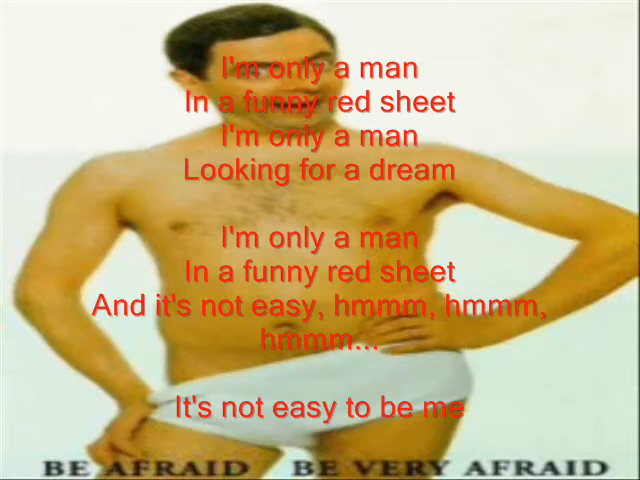 I'm only a man
In a funny red sheet
I'm only a man
Looking for a dream
I'm only a man
In a funny red sheet
And it's not easy, hmmm, hmmm,
hmmm...
It's not easy to be me
BE AFRAID BE VERY AFRAID